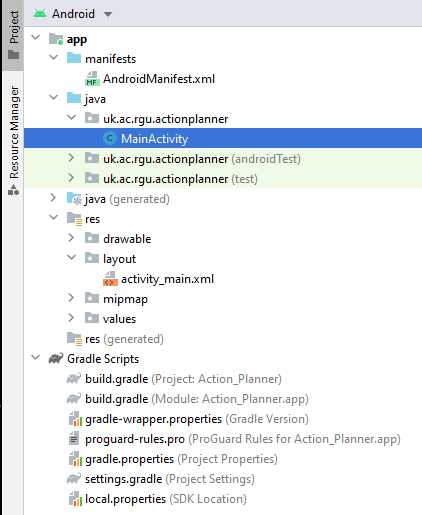 Project
Resource Manager
Android
app
manifests
AndroidManifest.xml
java
uk.ac.rgu.actionplanner
MainActivity
uk.ac.rgu.actionplanner (androidTest)
uk.ac.rgu.actionplanner (test)
java (generated)
res
drawable
layout
activity_main.xml
mipmap
values
res (generated)
Gradle Scripts
build.gradle (Project: Action_Planner)
build.gradle (Module: Action_Planner.app)
gradle-wrapper.properties (Gradle Version)
proguard-rules.pro (ProGuard Rules for Action_Planner.app)
gradle.properties (Project Properties)
settings.gradle (Project Settings)
local.properties (SDK Location)